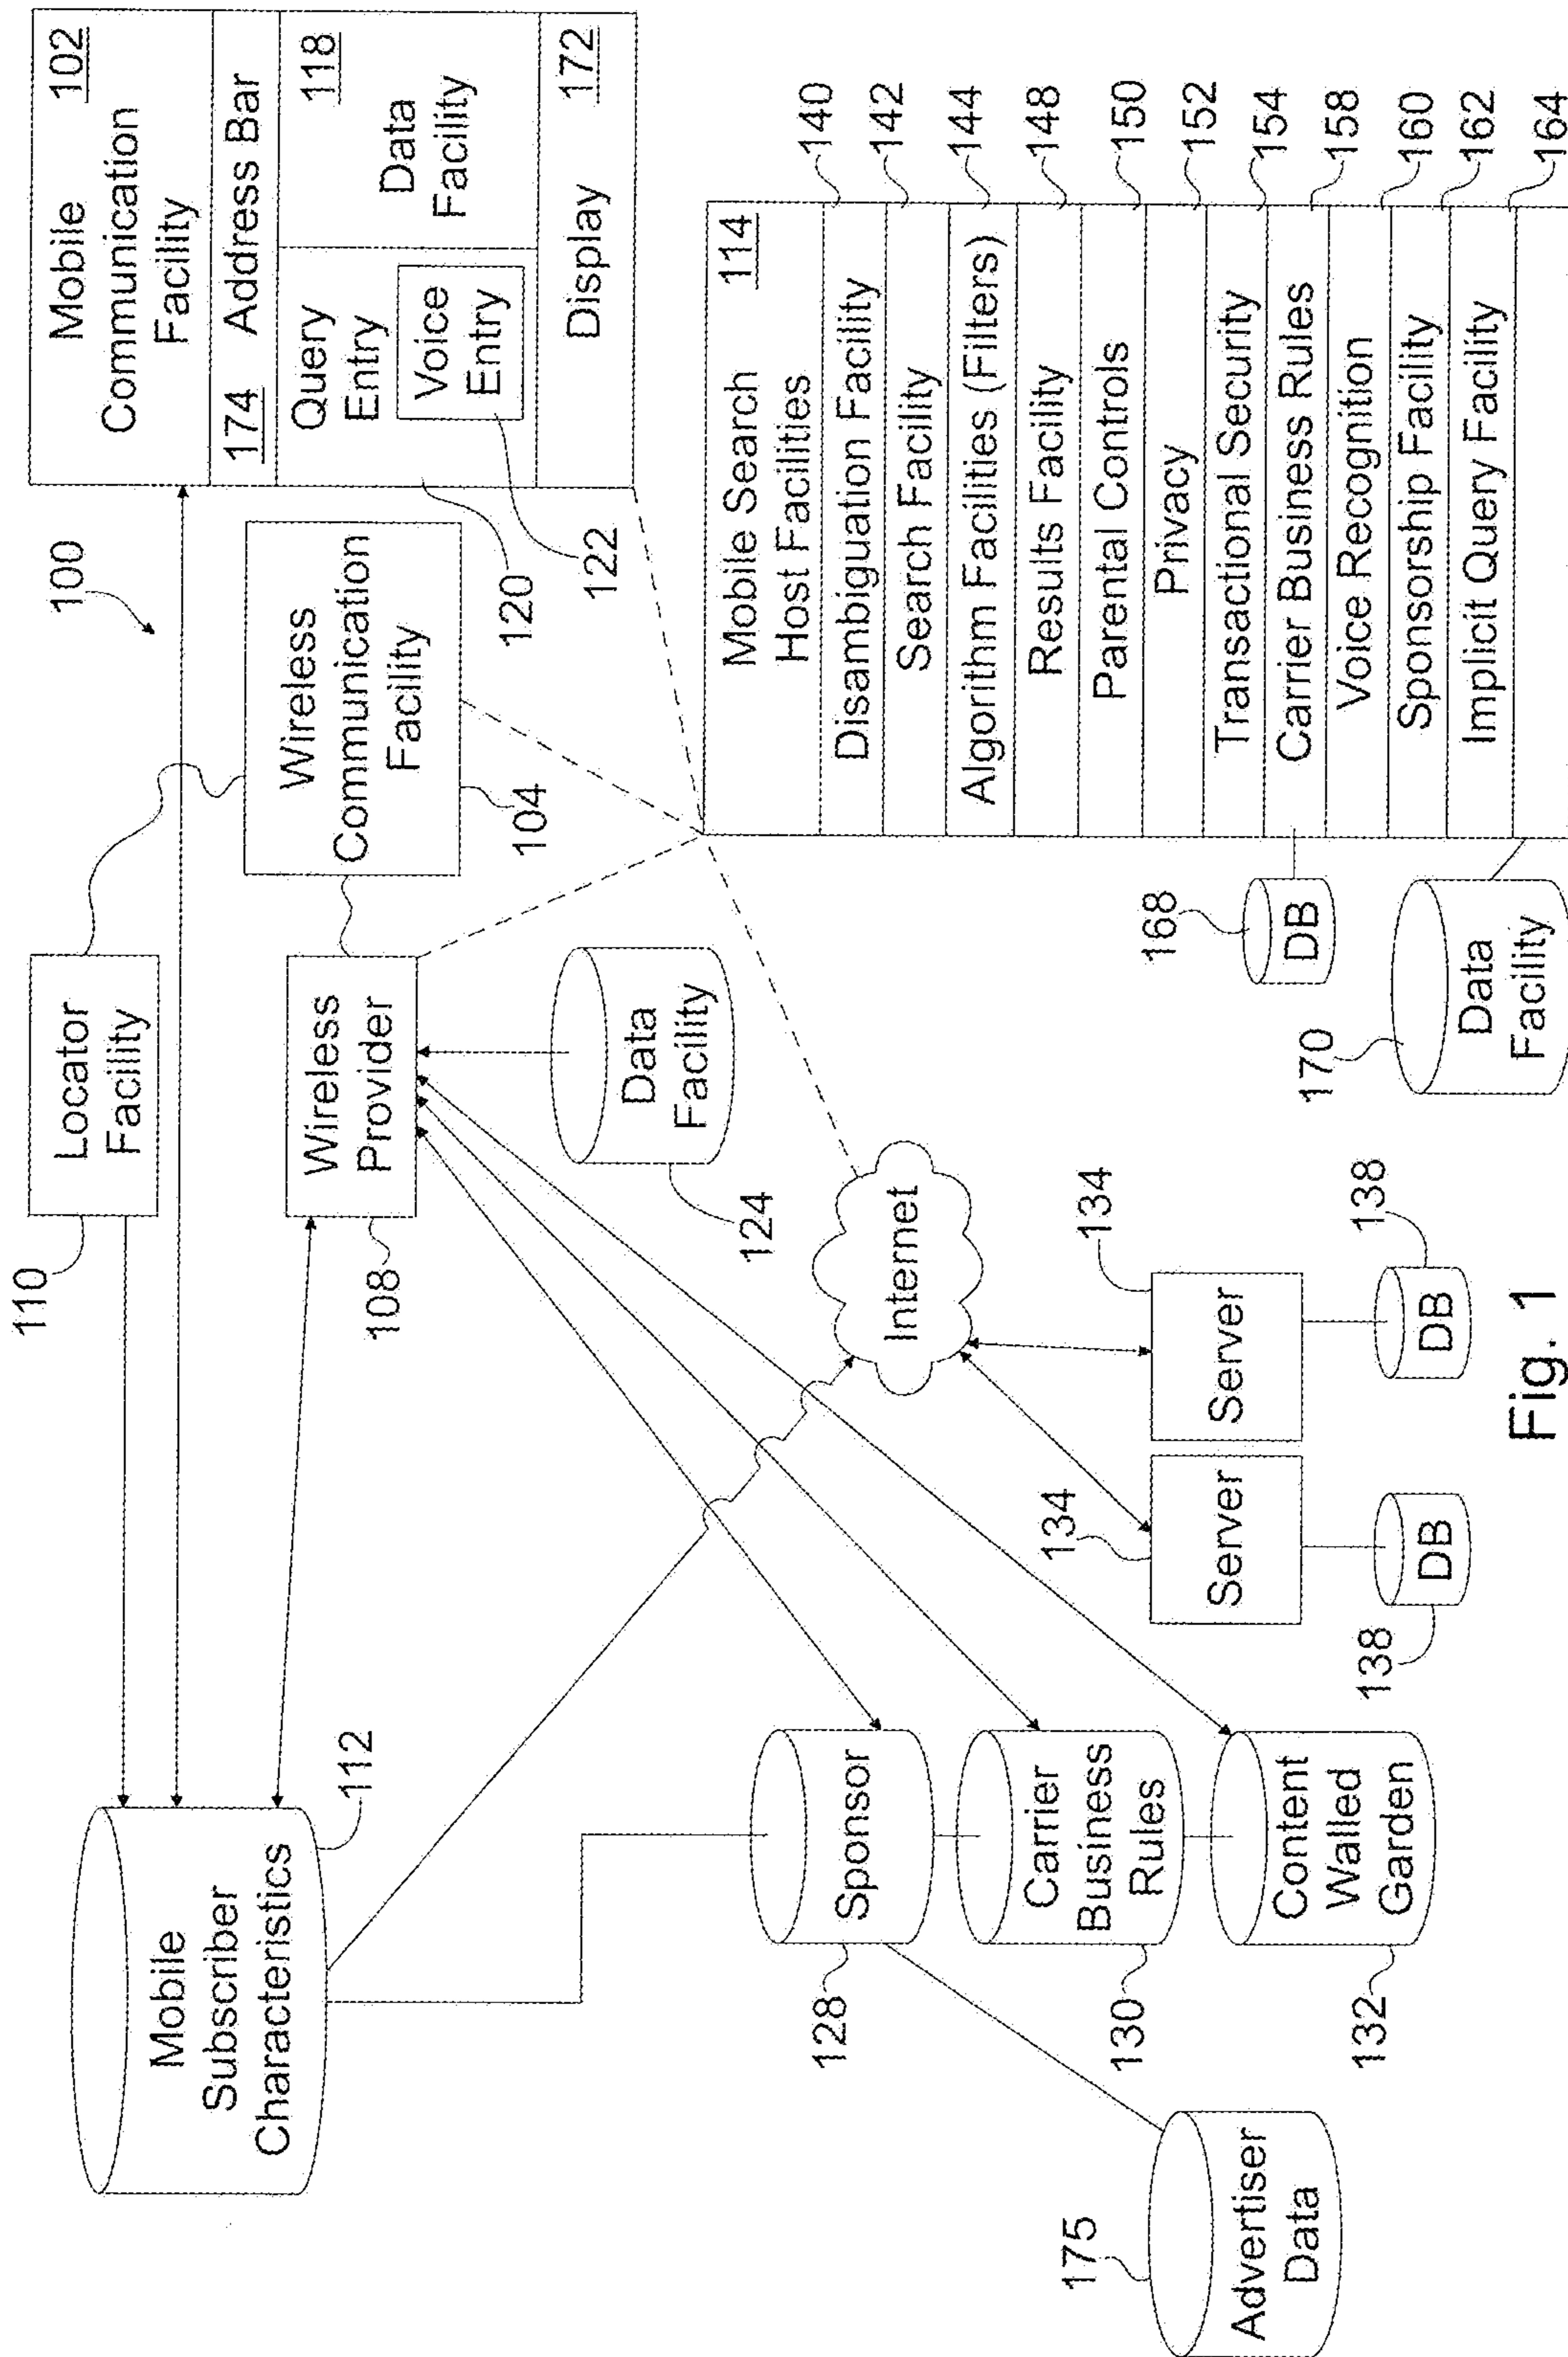 100
110
Locator
Facility
Mobile
Communication
Facility
102
174
Address Bar
Query
Entry
Voice
Entry
118
Data
Facility
Display
172
120
122
Mobile
Subscriber
Characteristics
112
Wireless
Provider
108
Wireless
Communication
Facility
104
Data
Facility
124
Sponsor
128
Carrier
Business
Rules
130
Content
Walled
Garden
132
175
Advertiser
Data
Internet
134
Server
134
Server
138
DB
138
DB
Mobile Search
Host Facilities
114
Disambiguation Facility
140
Search Facility
142
Algorithm Facilities (Filters)
144
Results Facility
148
Parental Controls
150
Privacy
152
Transactional Security
154
Carrier Business Rules
158
Voice Recognition
160
Sponsorship Facility
162
Implicit Query Facility
164
168
DB
170
Data
Facility
Fig. 1